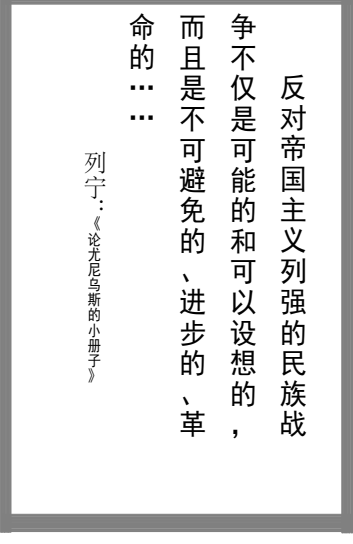 反对帝国主义列强的民族战
争不仅是可能的和可以设想的，
而且是不可避免的、进步的、革
命的……
列宁：《论尤尼乌斯的小册子》